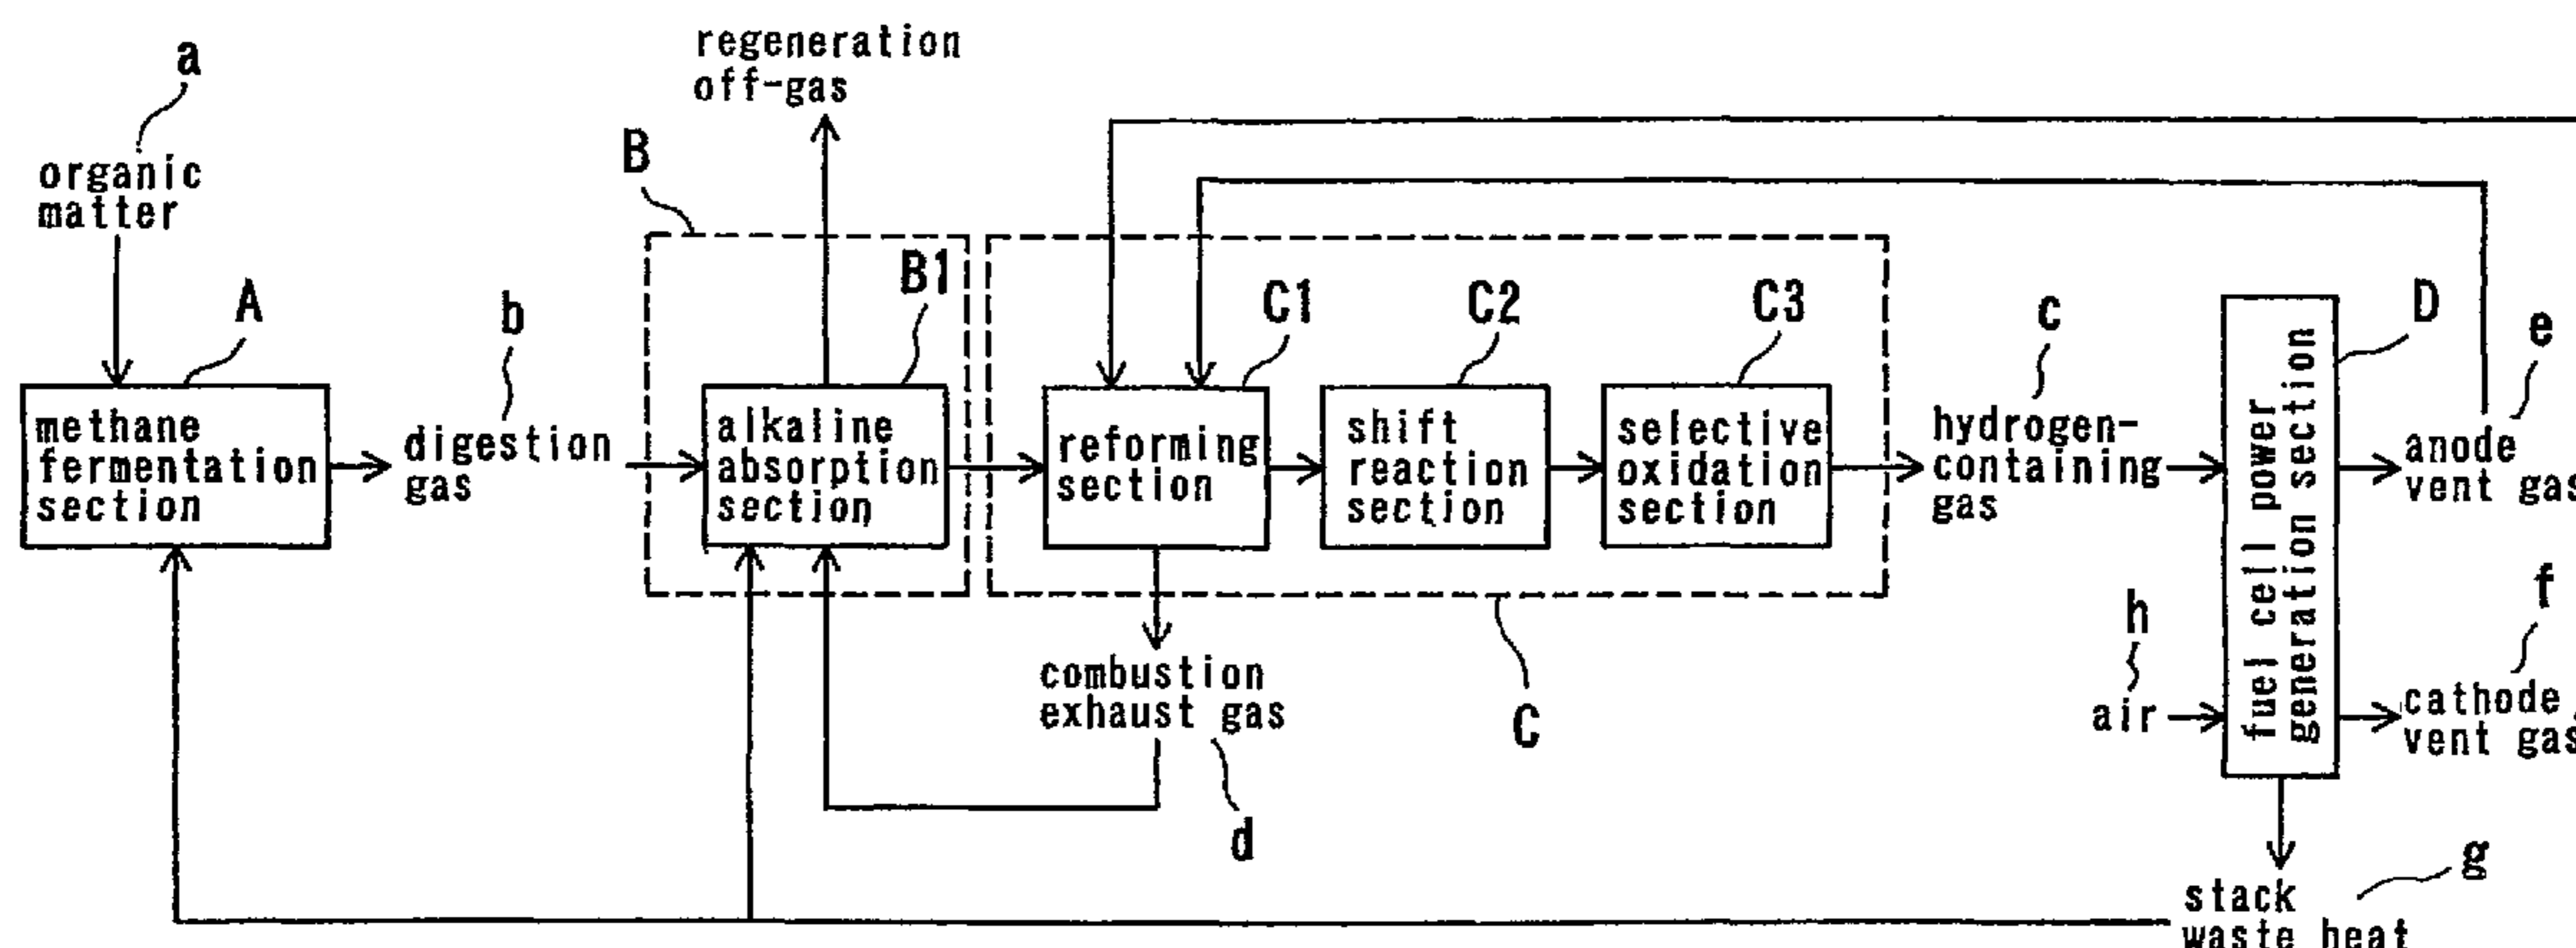 regeneration
off-gas
a
organic
matter
B
A
b
B1
C1
C2
C3
c
D
e
methane
fermentation
section
digestion
gas
alkaline
absorption
section
reforming
section
shift
reaction
section
selective
oxidation
section
hydrogen-
containing
gas
fuel cell power
generation section
anode
vent gas
combustion
exhaust gas
d
C
h
air
f
cathode
vent gas
g
stack
waste heat